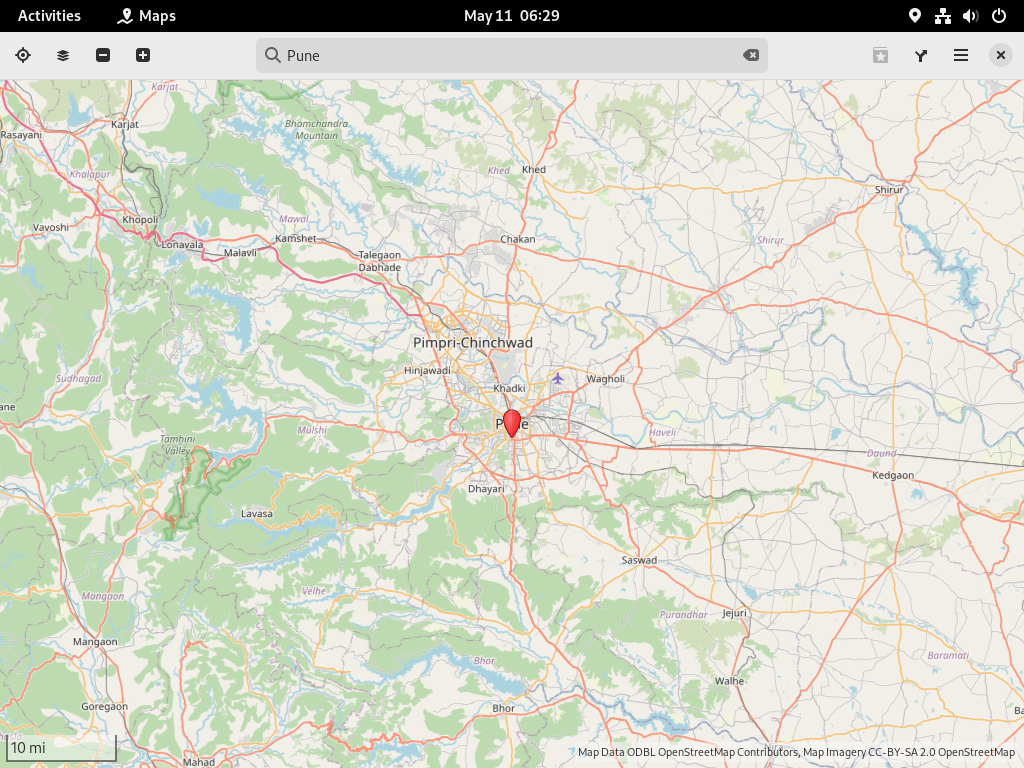 Activities
Maps
May 11 06:29
Pune
Karjat
Karjat
Rasayani
Bhamchandra
Mountain
Khalapur
Khed
Khed
Shirur
Vavoshi
Khopoli
Mawal
Lonavala
Malavli
Kamshet
Talegaon
Dabhade
Chakan
Shirur
Pimpri-Chinchwad
Hinjawadi
Sudhagad
Khadki
Wagholi
ane
Pune
Mulshi
Haveli
Tamhini
Valley
Daund
Kedgaon
Dhayari
Lavasa
Saswad
Velhe
Mangaon
Purandhar
Jejuri
Mangaon
Bhor
Baramati
Walhe
Goregaon
Bhor
Ba
10 mi
Mahad
Map Data ODBL OpenStreetMap Contributors, Map Imagery CC-BY-SA 2.0 OpenStreetMap